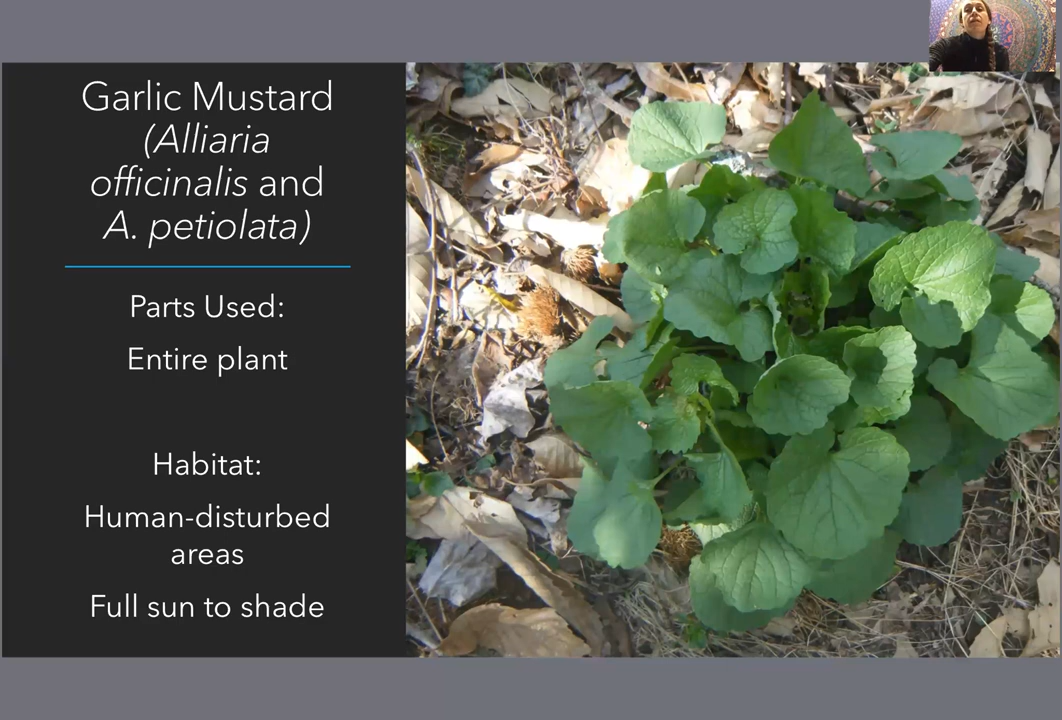 Garlic Mustard
(Alliaria
officinalis and
A. petiolata)
Parts Used:
Entire plant
Habitat:
Human-disturbed
areas
Full sun to shade